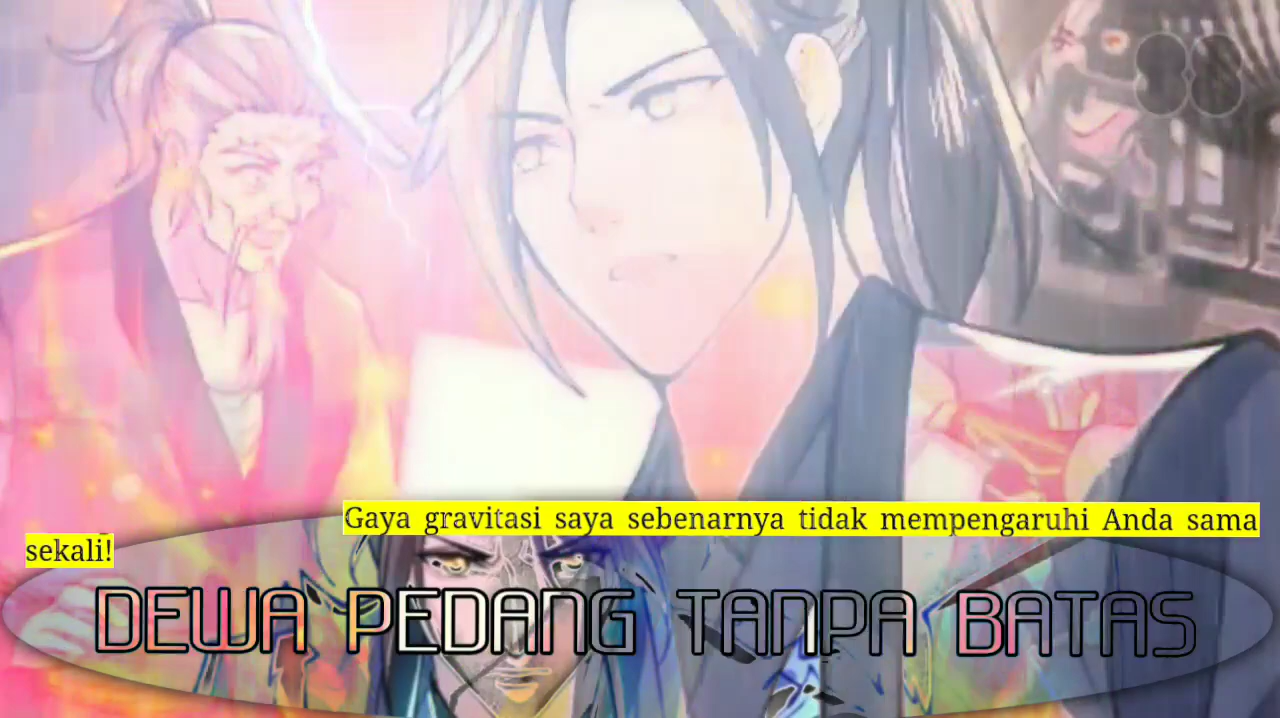 Gaya gravitasi saya sebenarnya tidak mempengaruhi Anda sama
sekali!
DEWA PEDANG TANPA BATAS